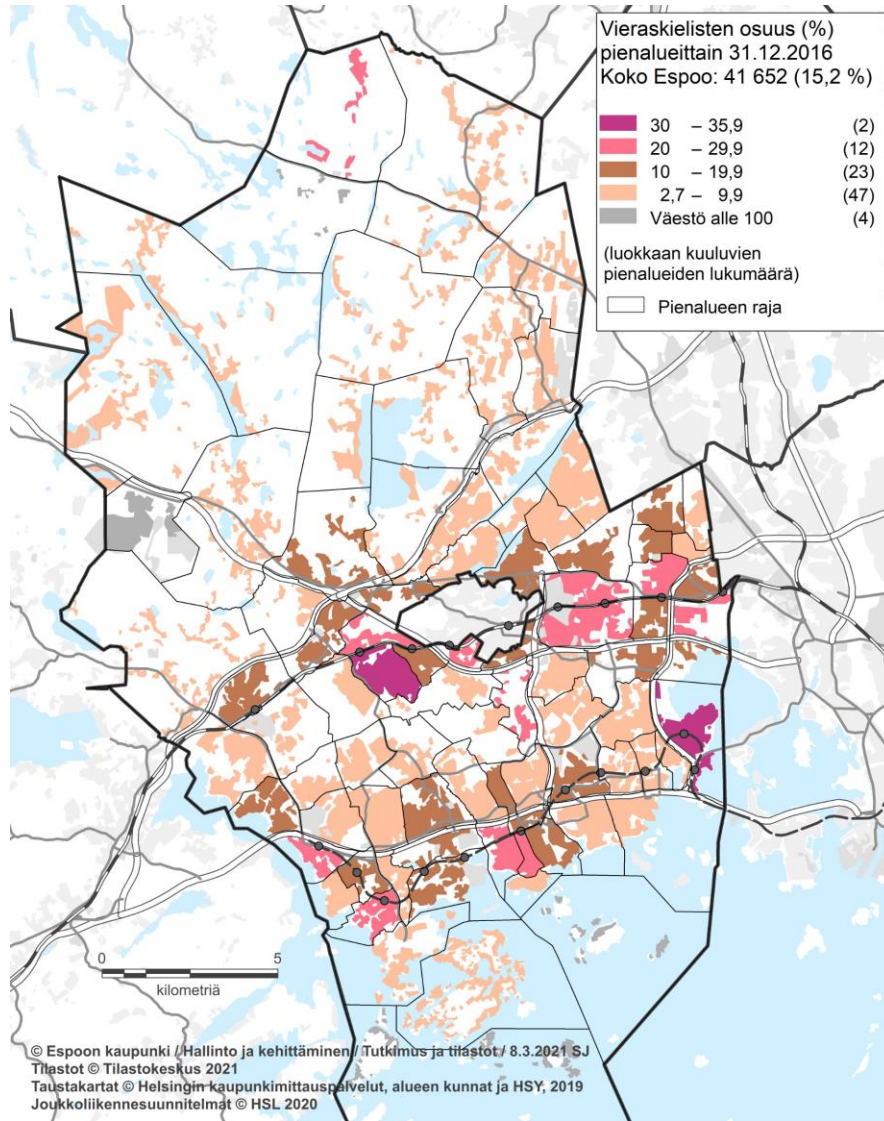 Vieraskielisten osuus (%)
pienalueittain 31.12.2016
Koko Espoo: 41 652 (15,2 %)
30 – 35,9 (2)
20 – 29,9 (12)
10 – 19,9 (23)
2,7 – 9,9 (47)
Väestö alle 100 (4)
(luokkaan kuuluvien
pienalueiden lukumäärä)
Pienalueen raja
0 5
kilometriä
© Espoon kaupunki / Hallinto ja kehittäminen / Tutkimus ja tilastot / 8.3.2021 SJ
Tilastot © Tilastokeskus 2021
Taustakartat © Helsingin kaupunkimittauspalvelut, alueen kunnat ja HSY, 2019
Joukkoliikennesuunnitelmat © HSL 2020